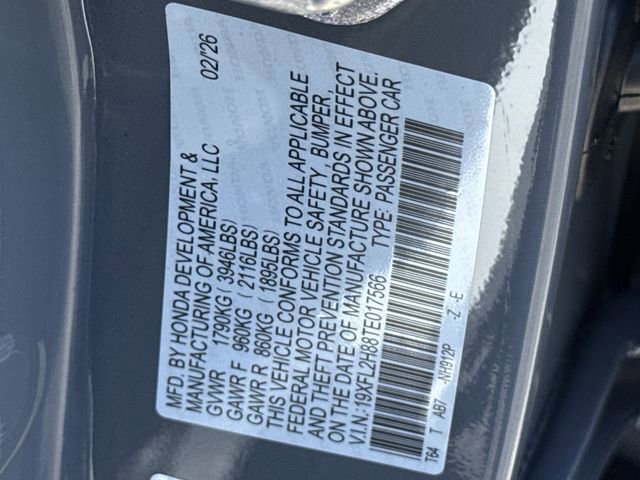 MFD. BY HONDA DEVELOPMENT & 02/26
MANUFACTURING OF AMERICA, LLC
GVWR 1790KG (3946LBS)
GAWR F 960KG (2116LBS)
GAWR R 860KG (1895LBS)
THIS VEHICLE CONFORMS TO ALL APPLICABLE
FEDERAL MOTOR VEHICLE SAFETY, BUMPER,
AND THEFT PREVENTION STANDARDS IN EFFECT
ON THE DATE OF MANUFACTURE SHOWN ABOVE.
V.I.N.: 19XFL2H88TE017566 TYPE: PASSENGER CAR
T64 T AB7 -NH912P -Z -E